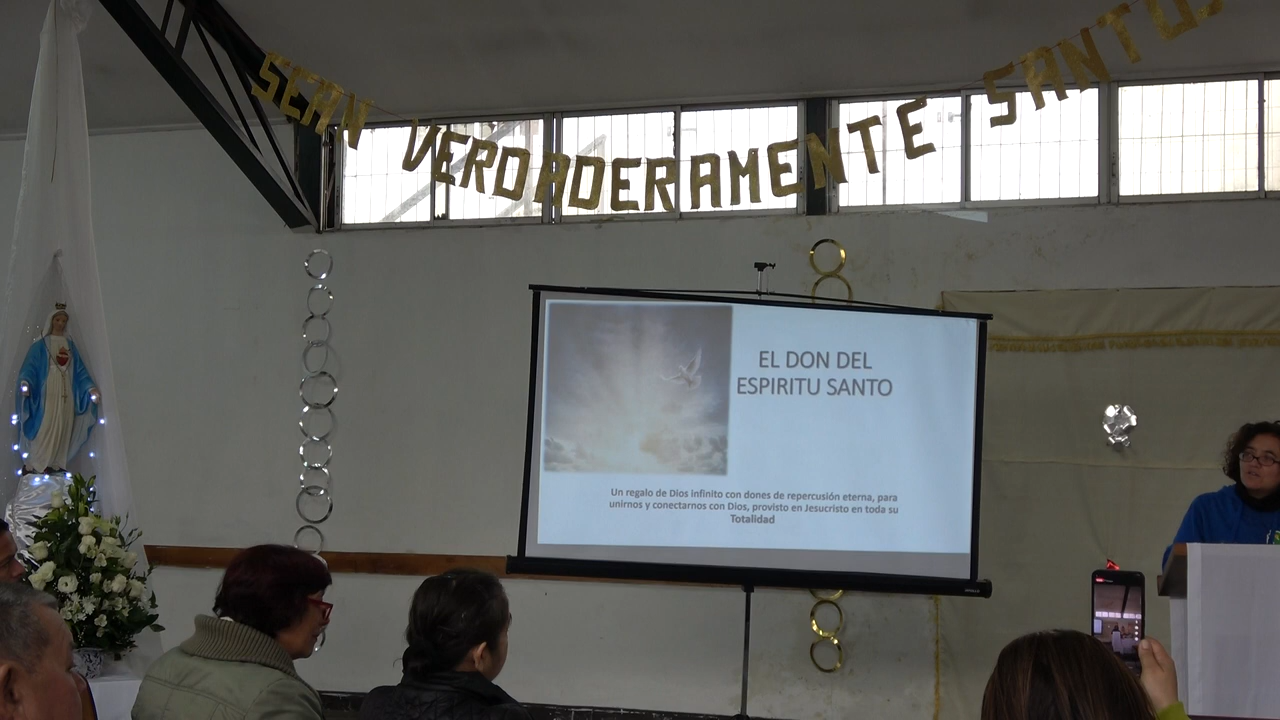 SEAN VERDADERAMENTE SANTO
EL DON DEL
ESPIRITU SANTO
Un regalo de Dios Infinito con dones de repercusión eterna, para
unirnos y conectarnos con Dios, provisto en Jesucristo en toda su
Totalidad